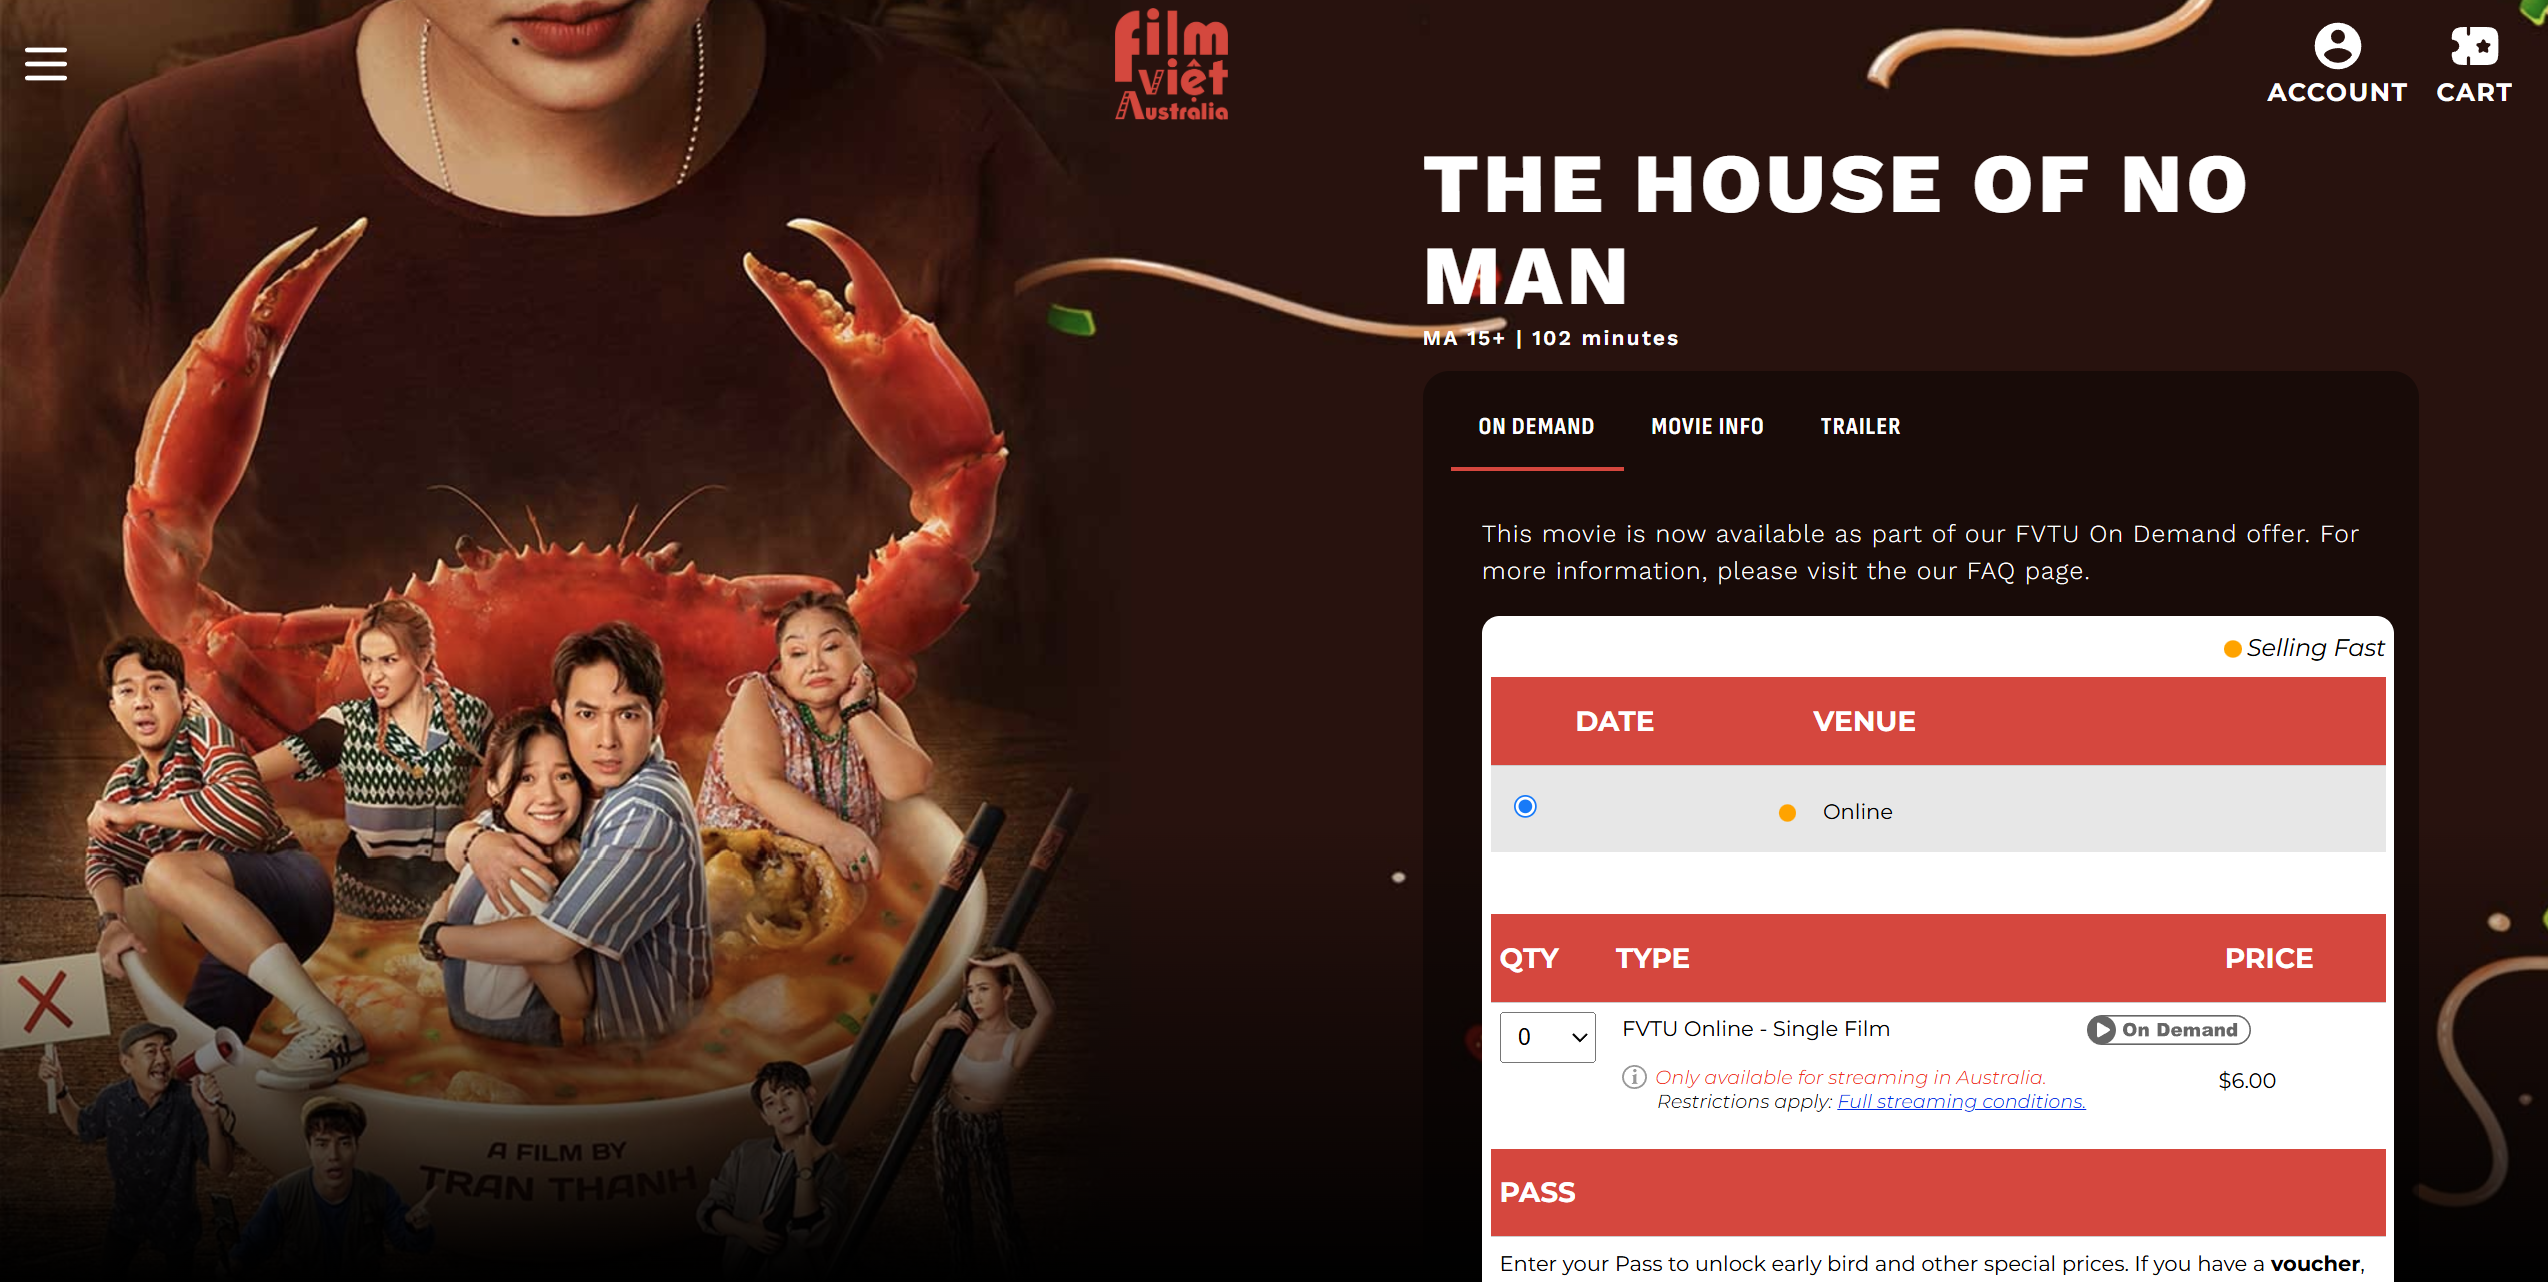 film
việt
Australia
ACCOUNT
CART
THE HOUSE OF NO
MAN
MA 15+ | 102 minutes
ON DEMAND
MOVIE INFO
TRAILER
This movie is now available as part of our FVTU On Demand offer. For
more information, please visit the our FAQ page.
Selling Fast
DATE
VENUE
Online
QTY
TYPE
PRICE
0
FVTU Online - Single Film
On Demand
Only available for streaming in Australia.
Restrictions apply: Full streaming conditions.
$6.00
PASS
Enter your Pass to unlock early bird and other special prices. If you have a voucher,
A FILM BY
TRAN THANH